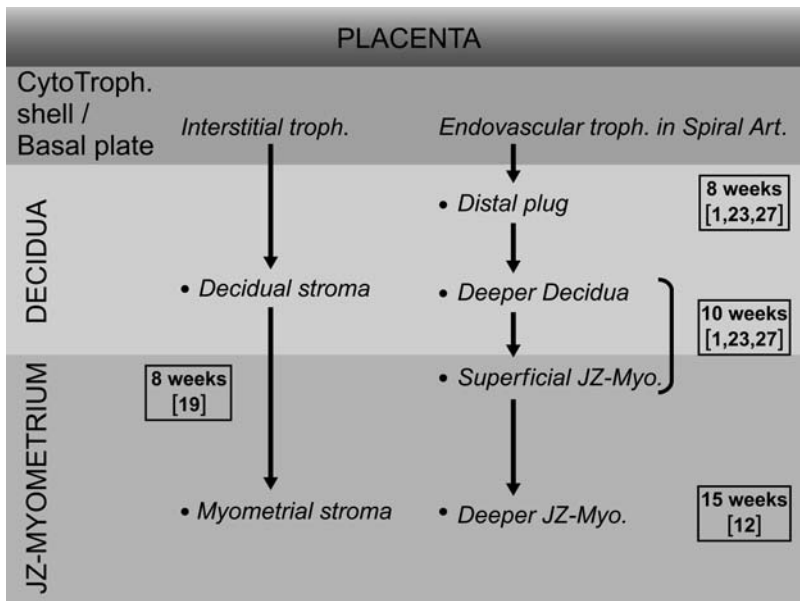 PLACENTA
CytoTroph.
shell /
Basal plate
Interstitial troph.
Endovascular troph. in Spiral Art.
DECIDUA
• Distal plug
8 weeks
[1,23,27]
• Decidual stroma
• Deeper Decidua
10 weeks
[1,23,27]
JZ-MYOMETRIUM
8 weeks
[19]
• Superficial JZ-Myo.
• Myometrial stroma
• Deeper JZ-Myo.
15 weeks
[12]